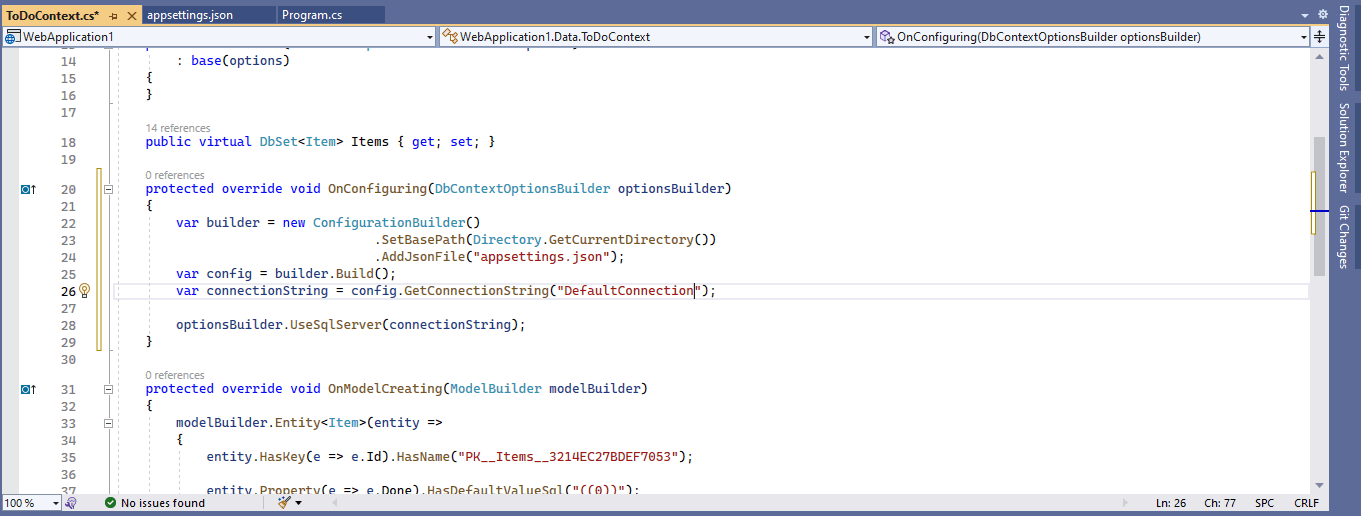 ToDoContext.cs* appsettings.json Program.cs
WebApplication1 WebApplication1.Data.ToDoContext OnConfiguring(DbContextOptionsBuilder optionsBuilder)
14 : base(options)
15 {
16 }
17
14 references
18 public virtual DbSet<Item> Items { get; set; }
19
0 references
20 protected override void OnConfiguring(DbContextOptionsBuilder optionsBuilder)
21 {
22 var builder = new ConfigurationBuilder()
23 .SetBasePath(Directory.GetCurrentDirectory())
24 .AddJsonFile("appsettings.json");
25 var config = builder.Build();
26 var connectionString = config.GetConnectionString("DefaultConnection");
27
28 optionsBuilder.UseSqlServer(connectionString);
29 }
30
0 references
31 protected override void OnModelCreating(ModelBuilder modelBuilder)
32 {
33 modelBuilder.Entity<Item>(entity =>
34 {
35 entity.HasKey(e => e.Id).HasName("PK__Items__3214EC27BDEF7053");
36
37 entity.Property(e => e.Done).HasDefaultValueSql("((0))");
100 % No issues found Ln: 26 Ch: 77 SPC CRLF
Diagnostic Tools
Solution Explorer
Git Changes